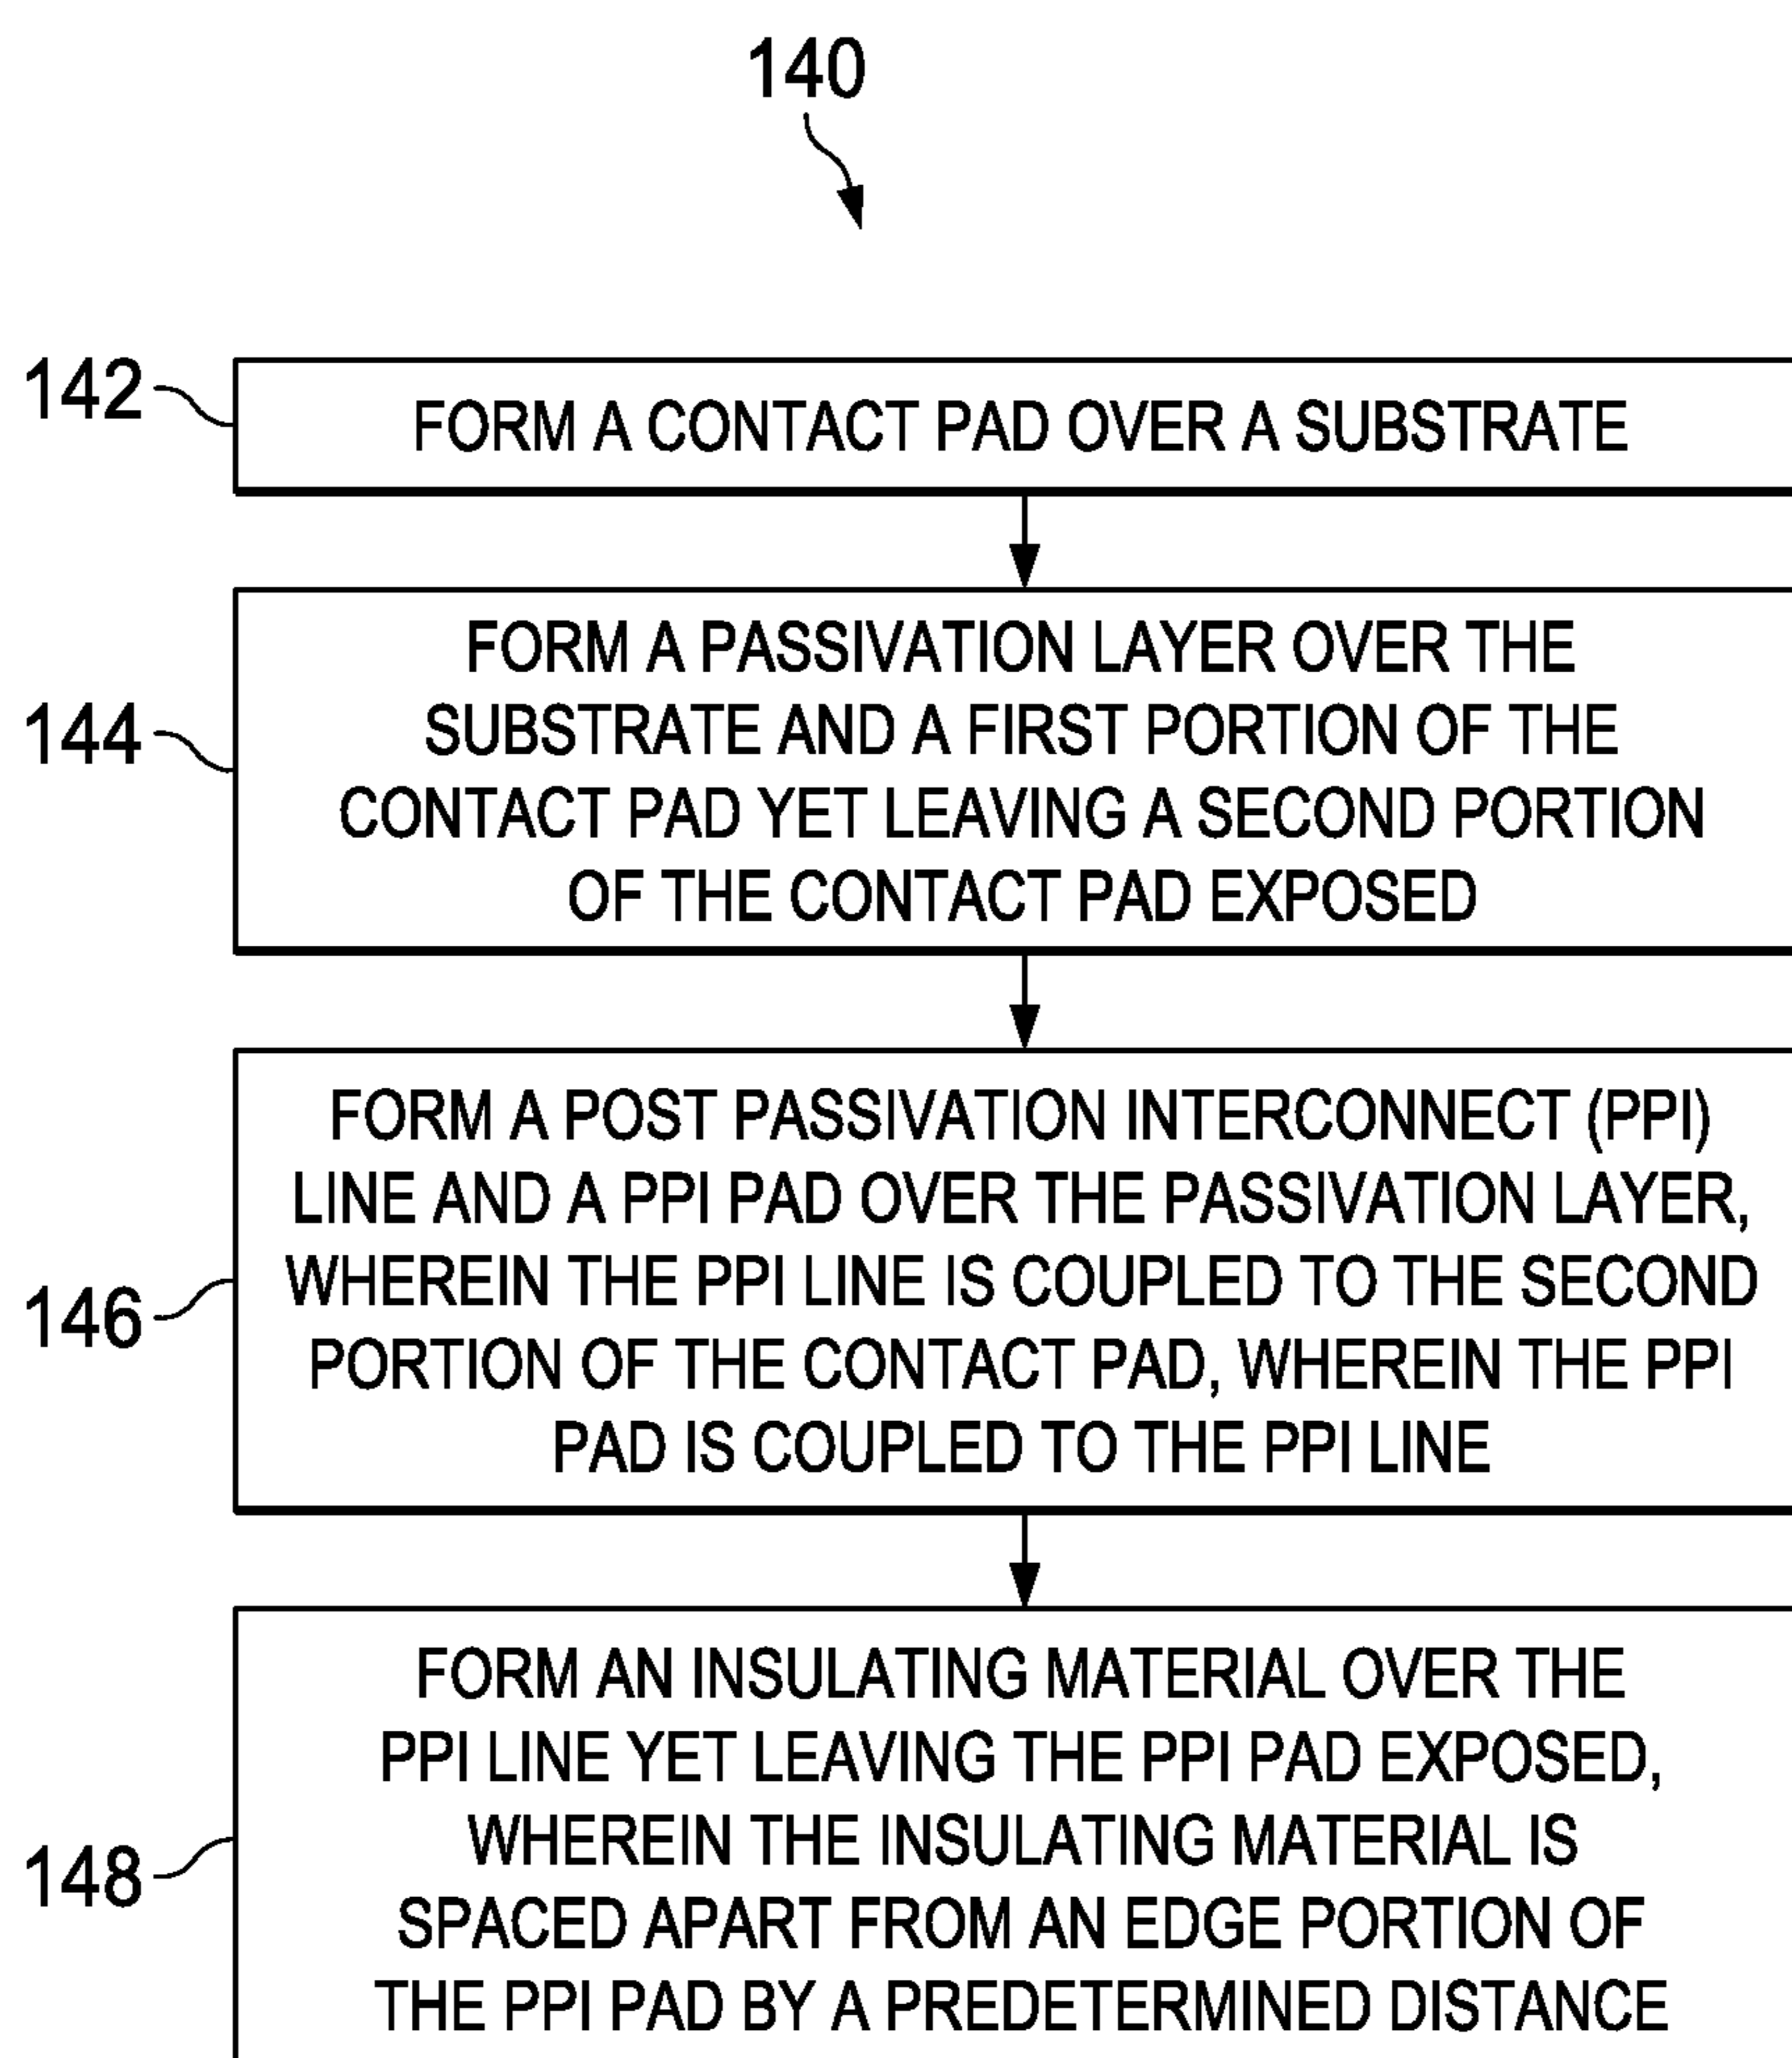 140
142
FORM A CONTACT PAD OVER A SUBSTRATE
144
FORM A PASSIVATION LAYER OVER THE
SUBSTRATE AND A FIRST PORTION OF THE
CONTACT PAD YET LEAVING A SECOND PORTION
OF THE CONTACT PAD EXPOSED
146
FORM A POST PASSIVATION INTERCONNECT (PPI)
LINE AND A PPI PAD OVER THE PASSIVATION LAYER,
WHEREIN THE PPI LINE IS COUPLED TO THE SECOND
PORTION OF THE CONTACT PAD, WHEREIN THE PPI
PAD IS COUPLED TO THE PPI LINE
148
FORM AN INSULATING MATERIAL OVER THE
PPI LINE YET LEAVING THE PPI PAD EXPOSED,
WHEREIN THE INSULATING MATERIAL IS
SPACED APART FROM AN EDGE PORTION OF
THE PPI PAD BY A PREDETERMINED DISTANCE